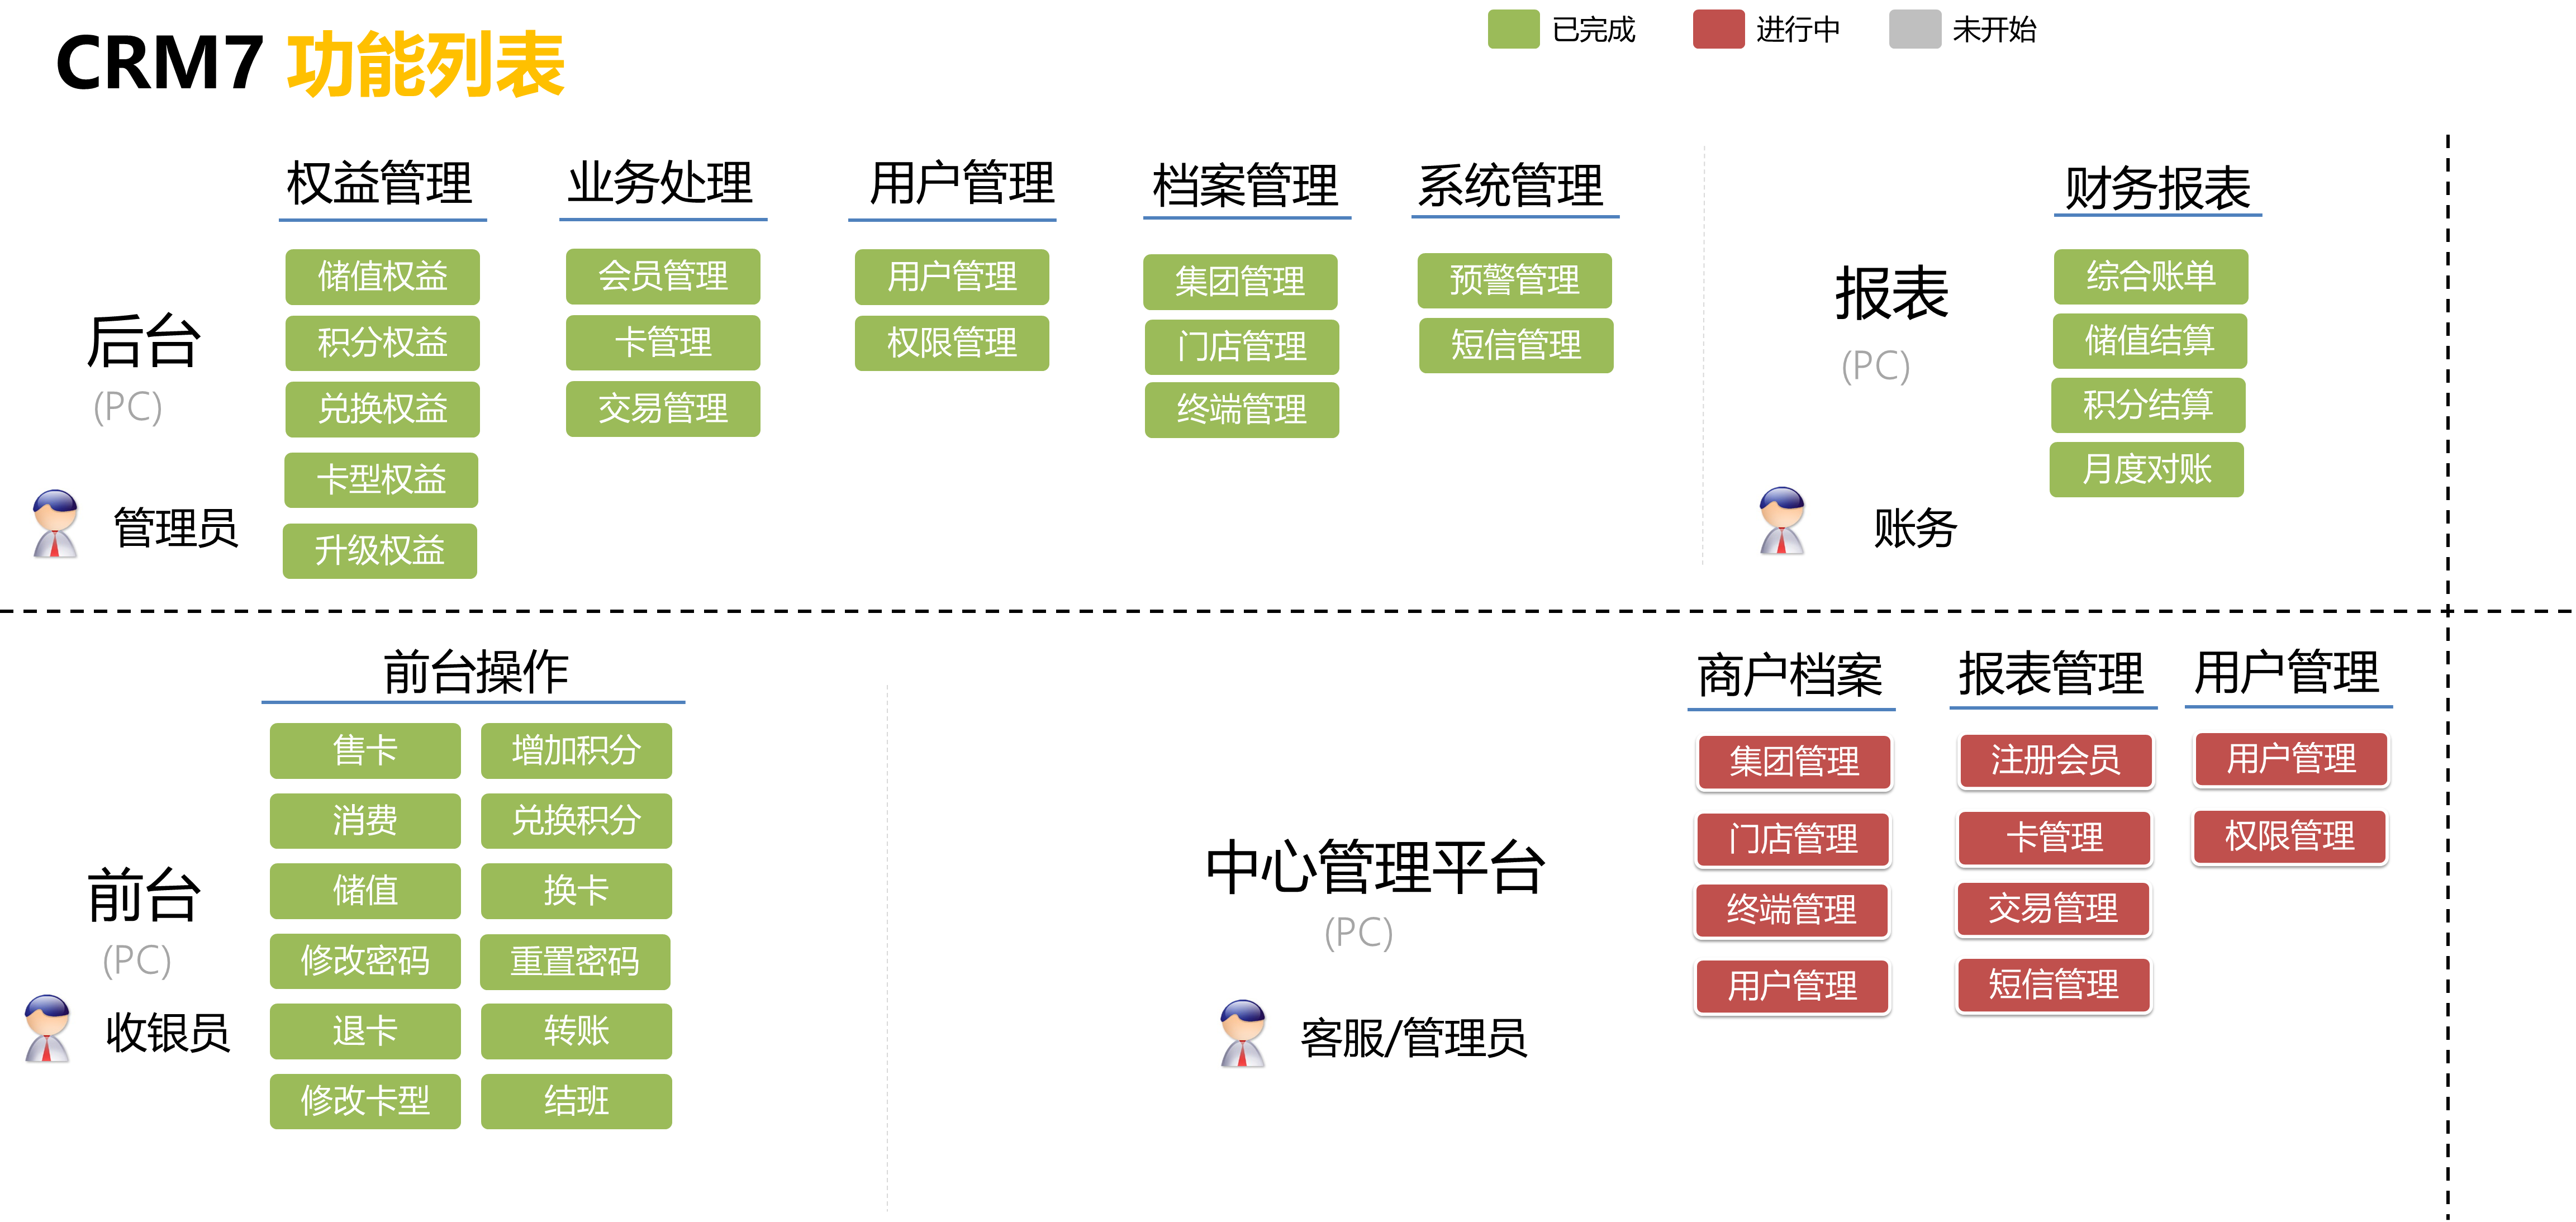 CRM7 功能列表
已完成
进行中
未开始
后台
(PC)
管理员
权益管理
储值权益
积分权益
兑换权益
卡型权益
升级权益
业务处理
会员管理
卡管理
交易管理
用户管理
用户管理
权限管理
档案管理
集团管理
门店管理
终端管理
系统管理
预警管理
短信管理
报表
(PC)
账务
财务报表
综合账单
储值结算
积分结算
月度对账
前台
(PC)
收银员
前台操作
售卡
增加积分
消费
兑换积分
储值
换卡
修改密码
重置密码
退卡
转账
修改卡型
结班
中心管理平台
(PC)
客服/管理员
商户档案
集团管理
门店管理
终端管理
用户管理
报表管理
注册会员
卡管理
交易管理
短信管理
用户管理
用户管理
权限管理